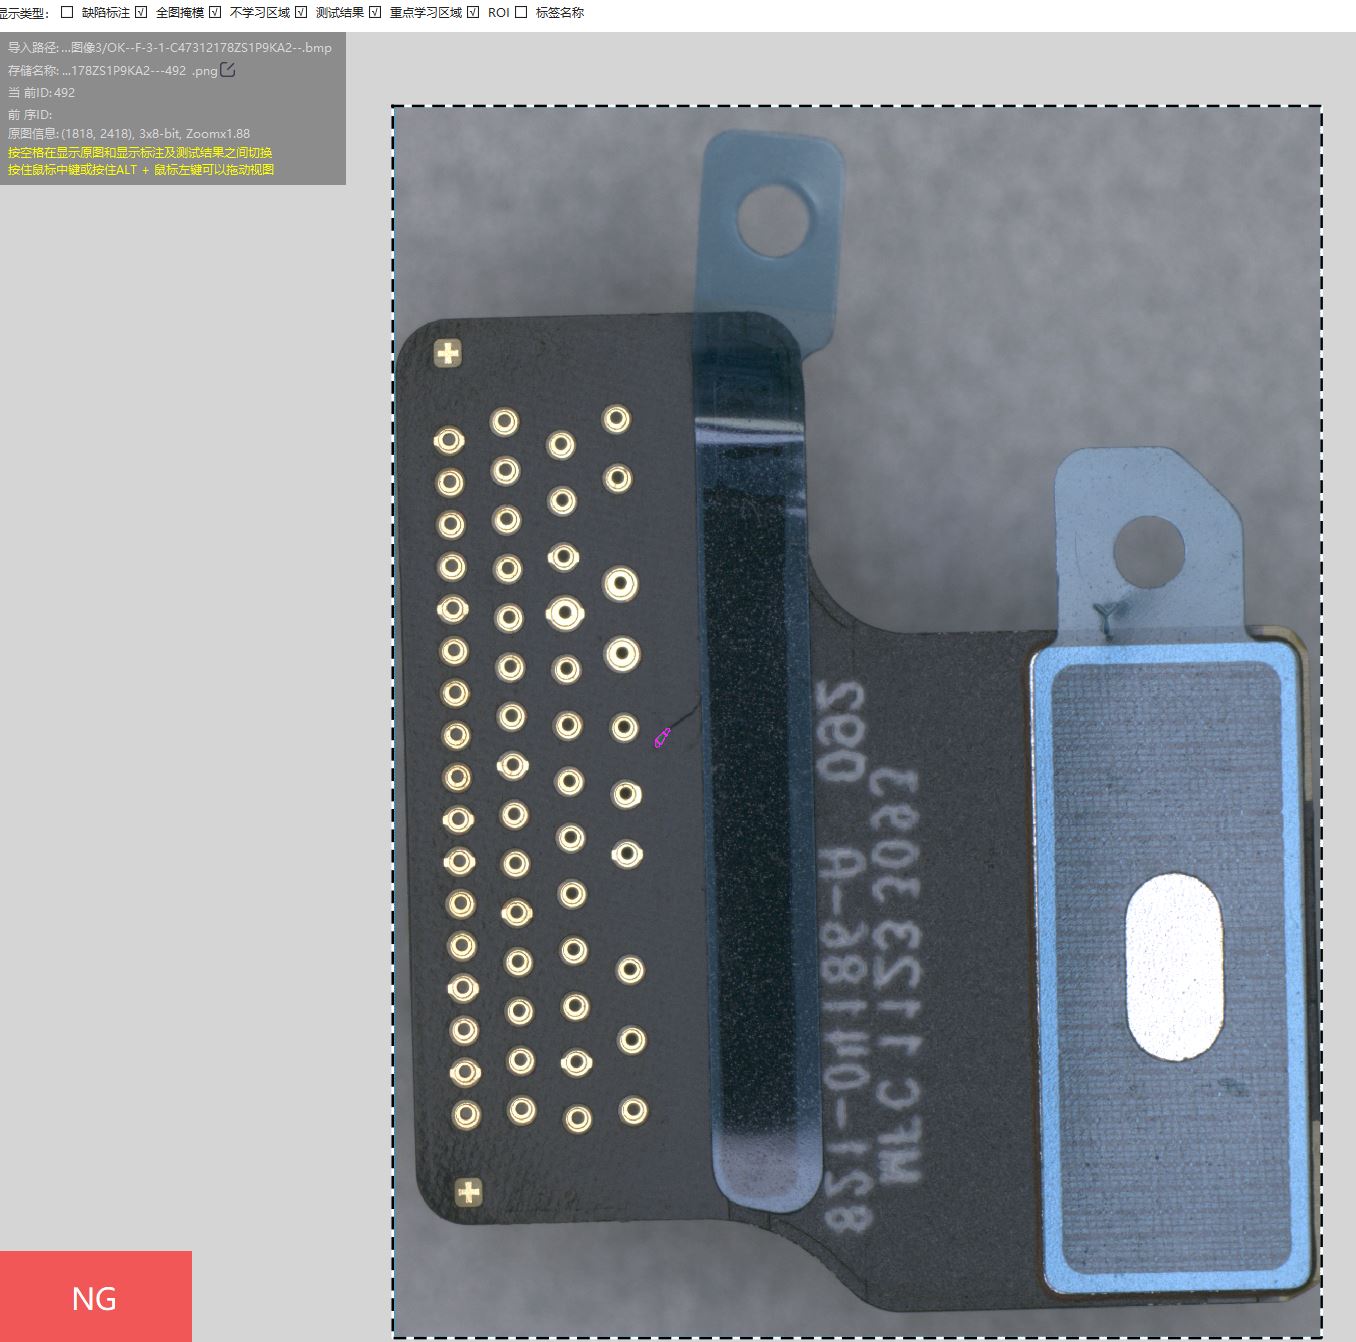 显示类型: 缺陷标注 全图掩模 不学习区域 测试结果 重点学习区域 ROI 标签名称
导入路径: ...图像3/OK--F-3-1-C47312178ZS1P9KA2--.bmp
存储名称: ...178ZS1P9KA2---492 .png
当 前ID: 492
前 序ID:
原图信息: (1818, 2418), 3x8-bit, Zoomx1.88
按空格在显示原图和显示标注及测试结果之间切换
按住鼠标中键或按住ALT + 鼠标左键可以拖动视图
MFC 1123 3093
NG